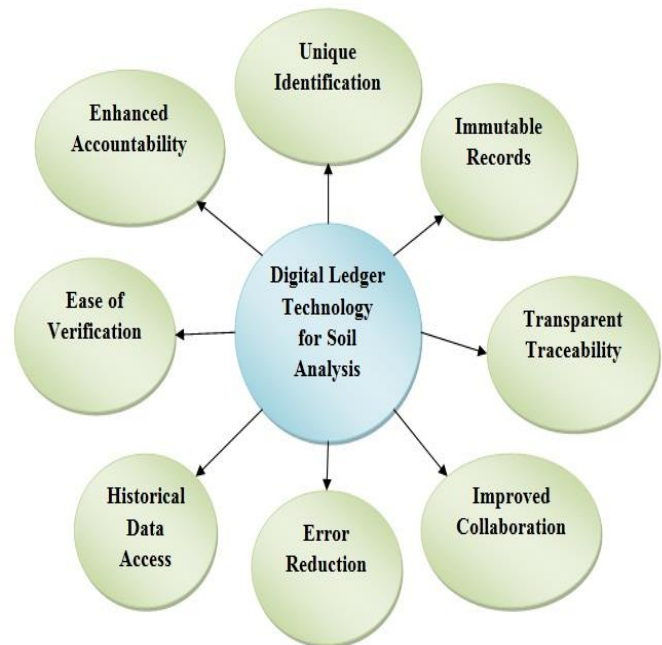 Unique
Identification
Enhanced
Accountability
Immutable
Records
Digital Ledger
Technology
for Soil
Analysis
Ease of
Verification
Transparent
Traceability
Historical
Data
Access
Error
Reduction
Improved
Collaboration